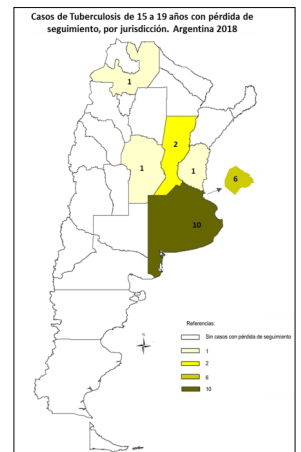 Casos de Tuberculosis de 15 a 19 años con pérdida de
seguimiento, por jurisdicción. Argentina 2018
1
2
1
1
6
10
N
Referencias:
Sin casos con pérdida de seguimiento
1
2
6
10